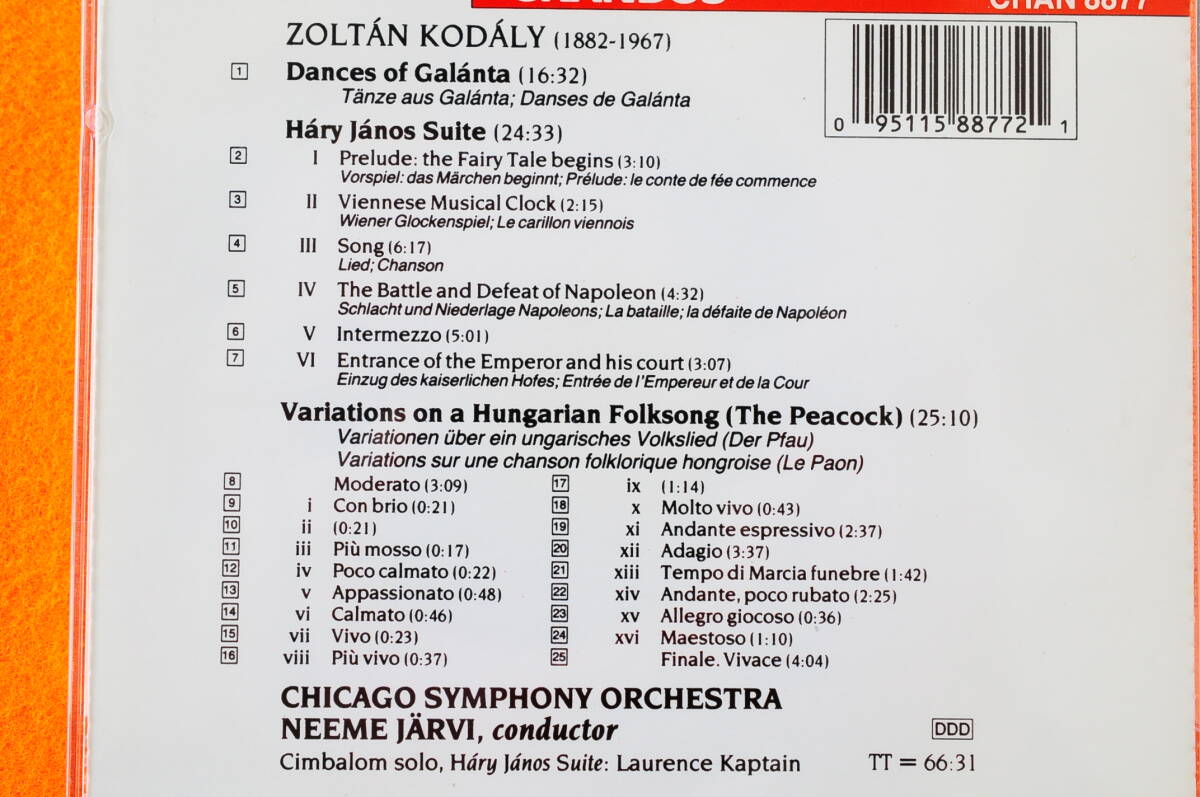 CHANDOS
CHAN 8877
ZOLTÁN KODÁLY (1882-1967)
1 Dances of Galánta (16:32)
Tänze aus Galánta; Danses de Galánta
0 95115 88772 1
Háry János Suite (24:33)
2 I Prelude: the Fairy Tale begins (3:10)
Vorspiel: das Märchen beginnt; Prélude: le conte de fée commence
3 II Viennese Musical Clock (2:15)
Wiener Glockenspiel; Le carillon viennois
4 III Song (6:17)
Lied; Chanson
5 IV The Battle and Defeat of Napoleon (4:32)
Schlacht und Niederlage Napoleons; La bataille; la défaite de Napoléon
6 V Intermezzo (5:01)
7 VI Entrance of the Emperor and his court (3:07)
Einzug des kaiserlichen Hofes; Entrée de l'Empereur et de la Cour
Variations on a Hungarian Folksong (The Peacock) (25:10)
Variationen über ein ungarisches Volkslied (Der Pfau)
Variations sur une chanson folklorique hongroise (Le Paon)
8 Moderato (3:09)
9 i Con brio (0:21)
10 ii (0:21)
11 iii Più mosso (0:17)
12 iv Poco calmato (0:22)
13 v Appassionato (0:48)
14 vi Calmato (0:46)
15 vii Vivo (0:23)
16 viii Più vivo (0:37)
17 ix (1:14)
18 x Molto vivo (0:43)
19 xi Andante espressivo (2:37)
20 xii Adagio (3:37)
21 xiii Tempo di Marcia funebre (1:42)
22 xiv Andante, poco rubato (2:25)
23 xv Allegro giocoso (0:36)
24 xvi Maestoso (1:10)
25 Finale. Vivace (4:04)
CHICAGO SYMPHONY ORCHESTRA
NEEME JÄRVI, conductor
DDD
Cimbalom solo, Háry János Suite: Laurence Kaptain
TT = 66:31